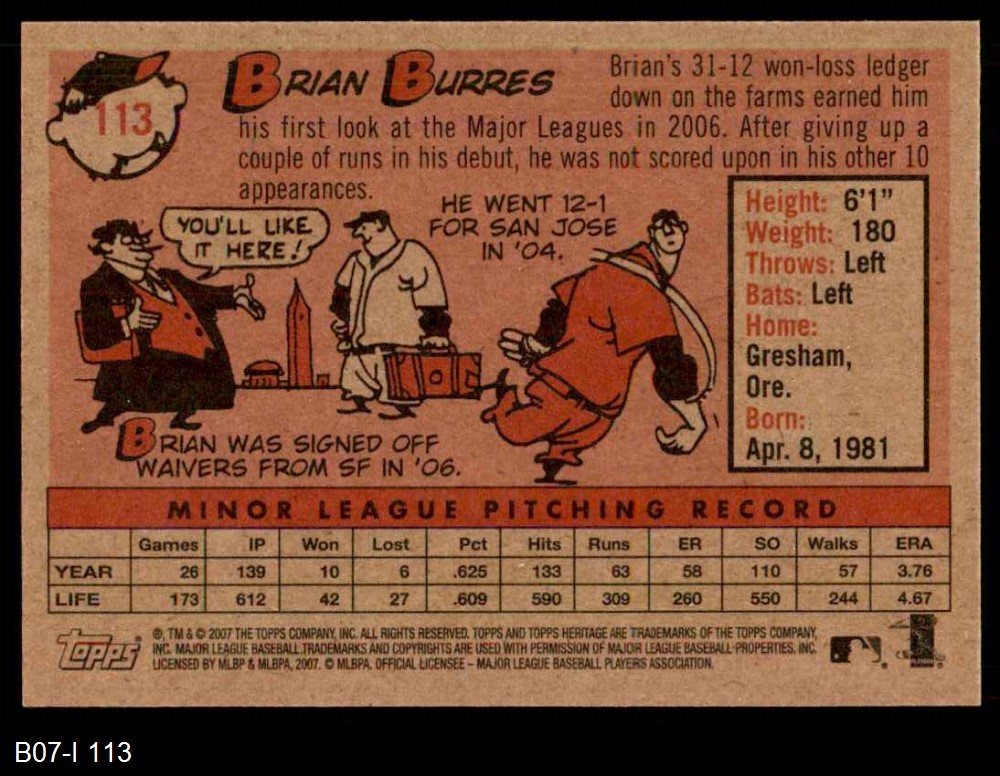 113
BRIAN BURRES
Brian's 31-12 won-loss ledger
down on the farms earned him
his first look at the Major Leagues in 2006. After giving up a
couple of runs in his debut, he was not scored upon in his other 10
appearances.
YOU'LL LIKE
IT HERE!
HE WENT 12-1
FOR SAN JOSE
IN '04.
BRIAN WAS SIGNED OFF
WAIVERS FROM SF IN '06.
Height: 6'1"
Weight: 180
Throws: Left
Bats: Left
Home:
Gresham,
Ore.
Born:
Apr. 8, 1981
MINOR LEAGUE PITCHING RECORD
Games IP Won Lost Pct Hits Runs ER SO Walks ERA
YEAR 26 139 10 6 .625 133 63 58 110 57 3.76
LIFE 173 612 42 27 .609 590 309 260 550 244 4.67
Topps
®, TM & © 2007 THE TOPPS COMPANY, INC. ALL RIGHTS RESERVED. TOPPS AND TOPPS HERITAGE ARE TRADEMARKS OF THE TOPPS COMPANY,
INC. MAJOR LEAGUE BASEBALL TRADEMARKS AND COPYRIGHTS ARE USED WITH PERMISSION OF MAJOR LEAGUE BASEBALL PROPERTIES, INC.
LICENSED BY MLBP & MLBPA, 2007. © MLBPA. OFFICIAL LICENSEE – MAJOR LEAGUE BASEBALL PLAYERS ASSOCIATION.
B07-I 113